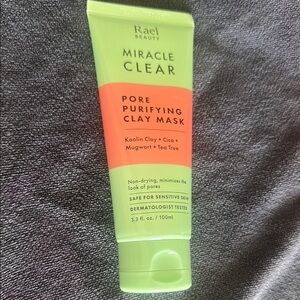 Rael
BEAUTY
MIRACLE
CLEAR
PORE
PURIFYING
CLAY MASK
Kaolin Clay • Cica •
Mugwort • Tea Tree
Non-drying, minimizes the
look of pores
SAFE FOR SENSITIVE SKIN
DERMATOLOGIST TESTED
3.3 fl. oz. / 100ml